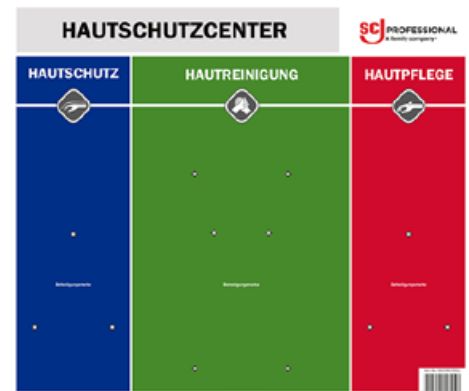 HAUTSCHUTZCENTER
SCJ PROFESSIONAL
A family company
HAUTSCHUTZ
HAUTREINIGUNG
HAUTPFLEGE